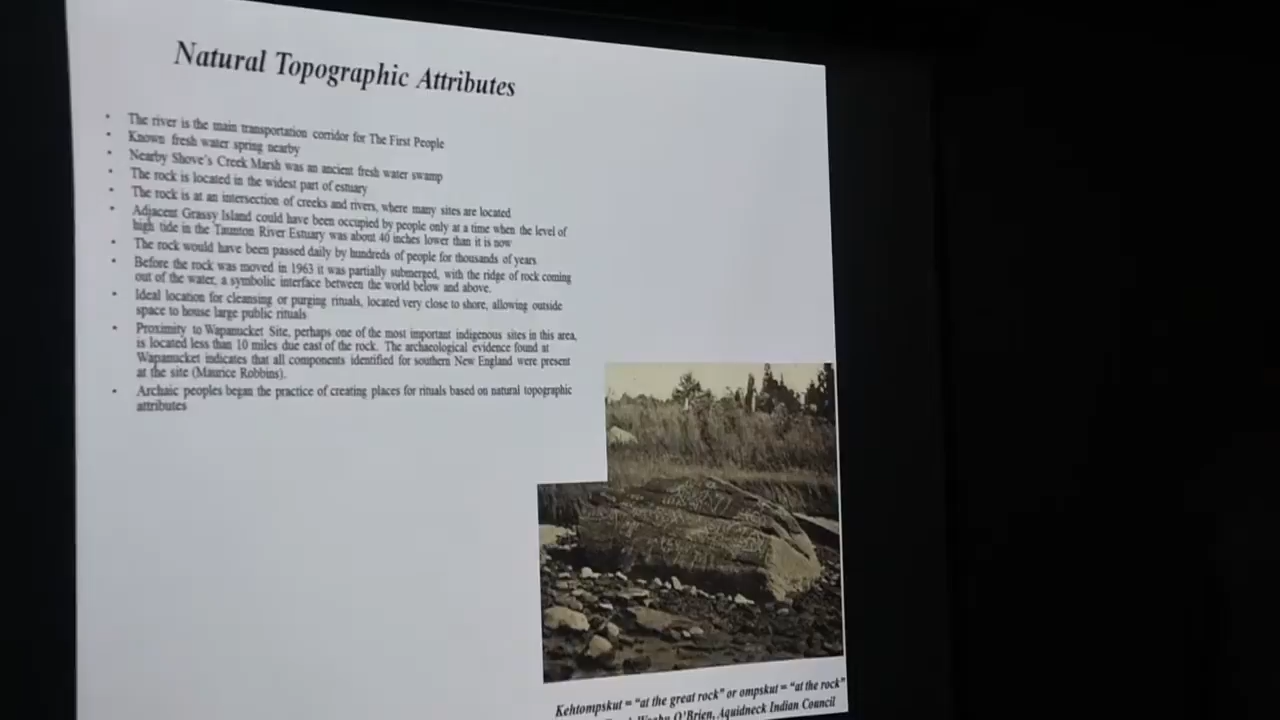 Natural Topographic Attributes
• The river is the main transportation corridor for The First People
• Known fresh water spring nearby
• Nearby Shove's Creek Marsh was an ancient fresh water swamp
• The rock is located in the widest part of estuary
• The rock is at an intersection of creeks and rivers, where many sites are located
• Adjacent Grassy Island could have been occupied by people only at a time when the level of
high tide in the Taunton River Estuary was about 40 inches lower than it is now
• The rock would have been passed daily by hundreds of people for thousands of years
• Before the rock was moved in 1963 it was partially submerged, with the ridge of rock coming
out of the water, a symbolic interface between the world below and above.
• Ideal location for cleansing or purging rituals, located very close to shore, allowing outside
space to house large public rituals
• Proximity to Wapanucket Site, perhaps one of the most important indigenous sites in this area,
is located less than 10 miles due east of the rock. The archaeological evidence found at
Wapanucket indicates that all components identified for southern New England were present
at the site (Maurice Robbins).
• Archaic peoples began the practice of creating places for rituals based on natural topographic
attributes
Kehtompskut = "at the great rock" or ompskut = "at the rock"
O'Brien, Aquidneck Indian Council